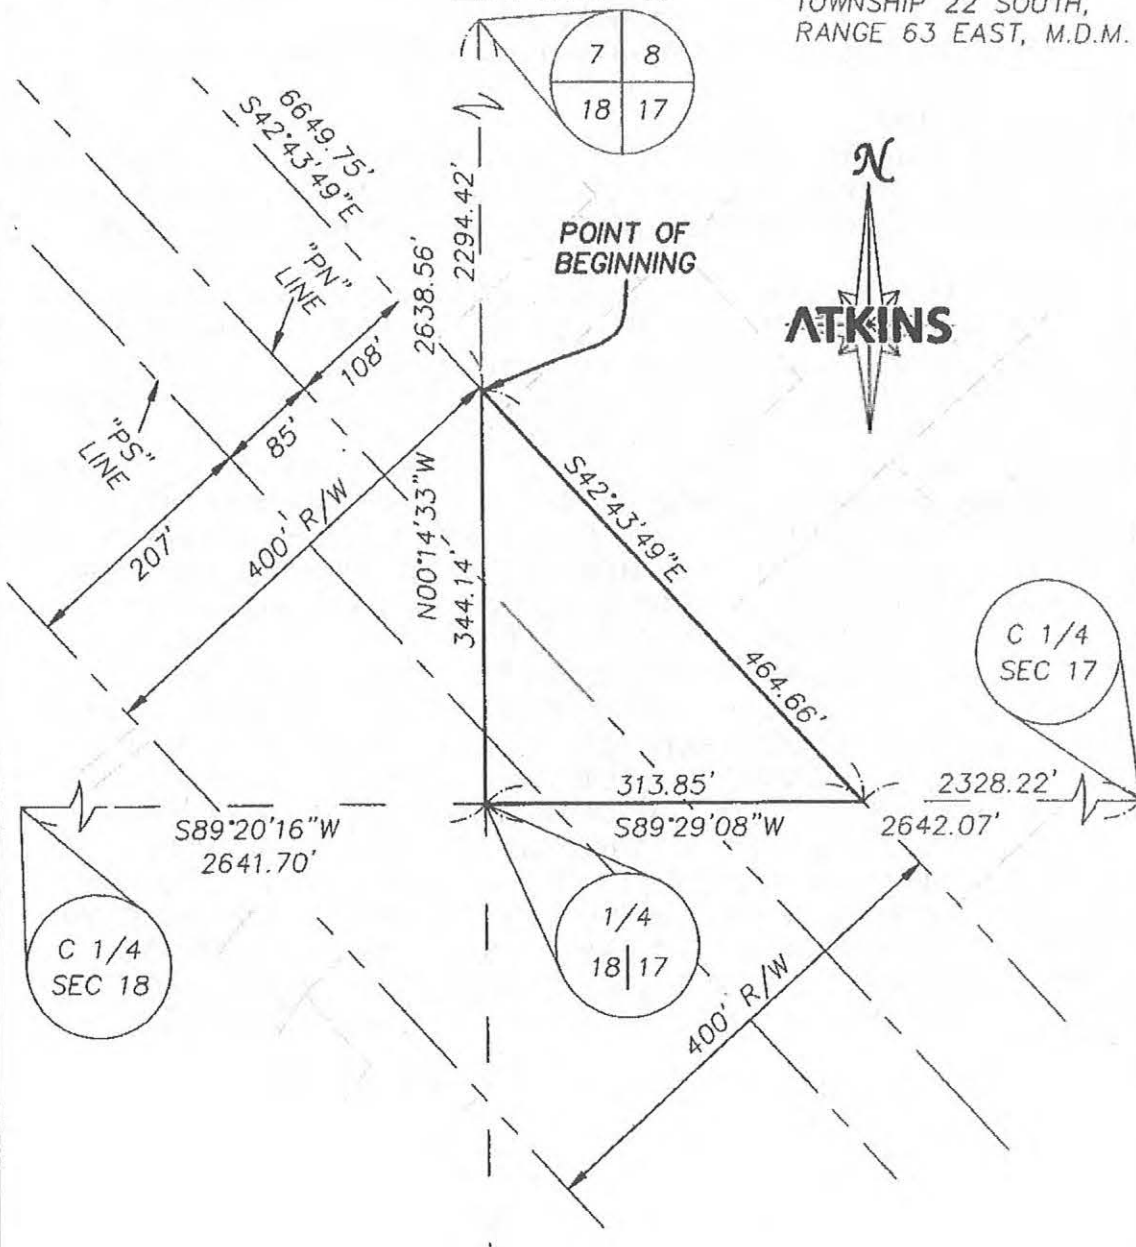 TOWNSHIP 22 SOUTH,
RANGE 63 EAST, M.D.M.
7 8
18 17
6649.75'
S42°43'49"E
2294.42'
2638.56'
N
ATKINS
POINT OF
BEGINNING
"PN"
LINE
108'
"PS"
LINE
85'
207'
400' R/W
N00°14'33"W
344.14'
S42°43'49"E
464.66'
C 1/4
SEC 17
313.85'
2328.22'
S89°20'16"W
2641.70'
S89°29'08"W
2642.07'
C 1/4
SEC 18
1/4
18|17
400' R/W